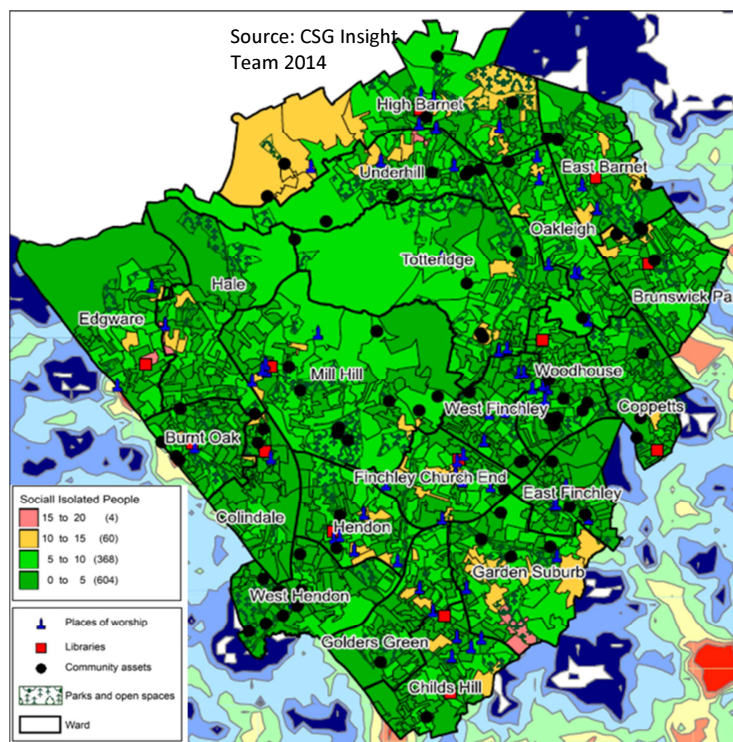 Source: CSG Insight
Team 2014
High Barnet
Underhill
East Barnet
Oakleigh
Totteridge
Hale
Edgware
Brunswick Pa
Mill Hill
Woodhouse
West Finchley
Coppetts
Burnt Oak
Finchley Church End
East Finchley
Colindale
Hendon
Garden Suburb
West Hendon
Golders Green
Childs Hill
Sociall Isolated People
15 to 20 (4)
10 to 15 (60)
5 to 10 (368)
0 to 5 (604)
Places of worship
Libraries
Community assets
Parks and open spaces
Ward